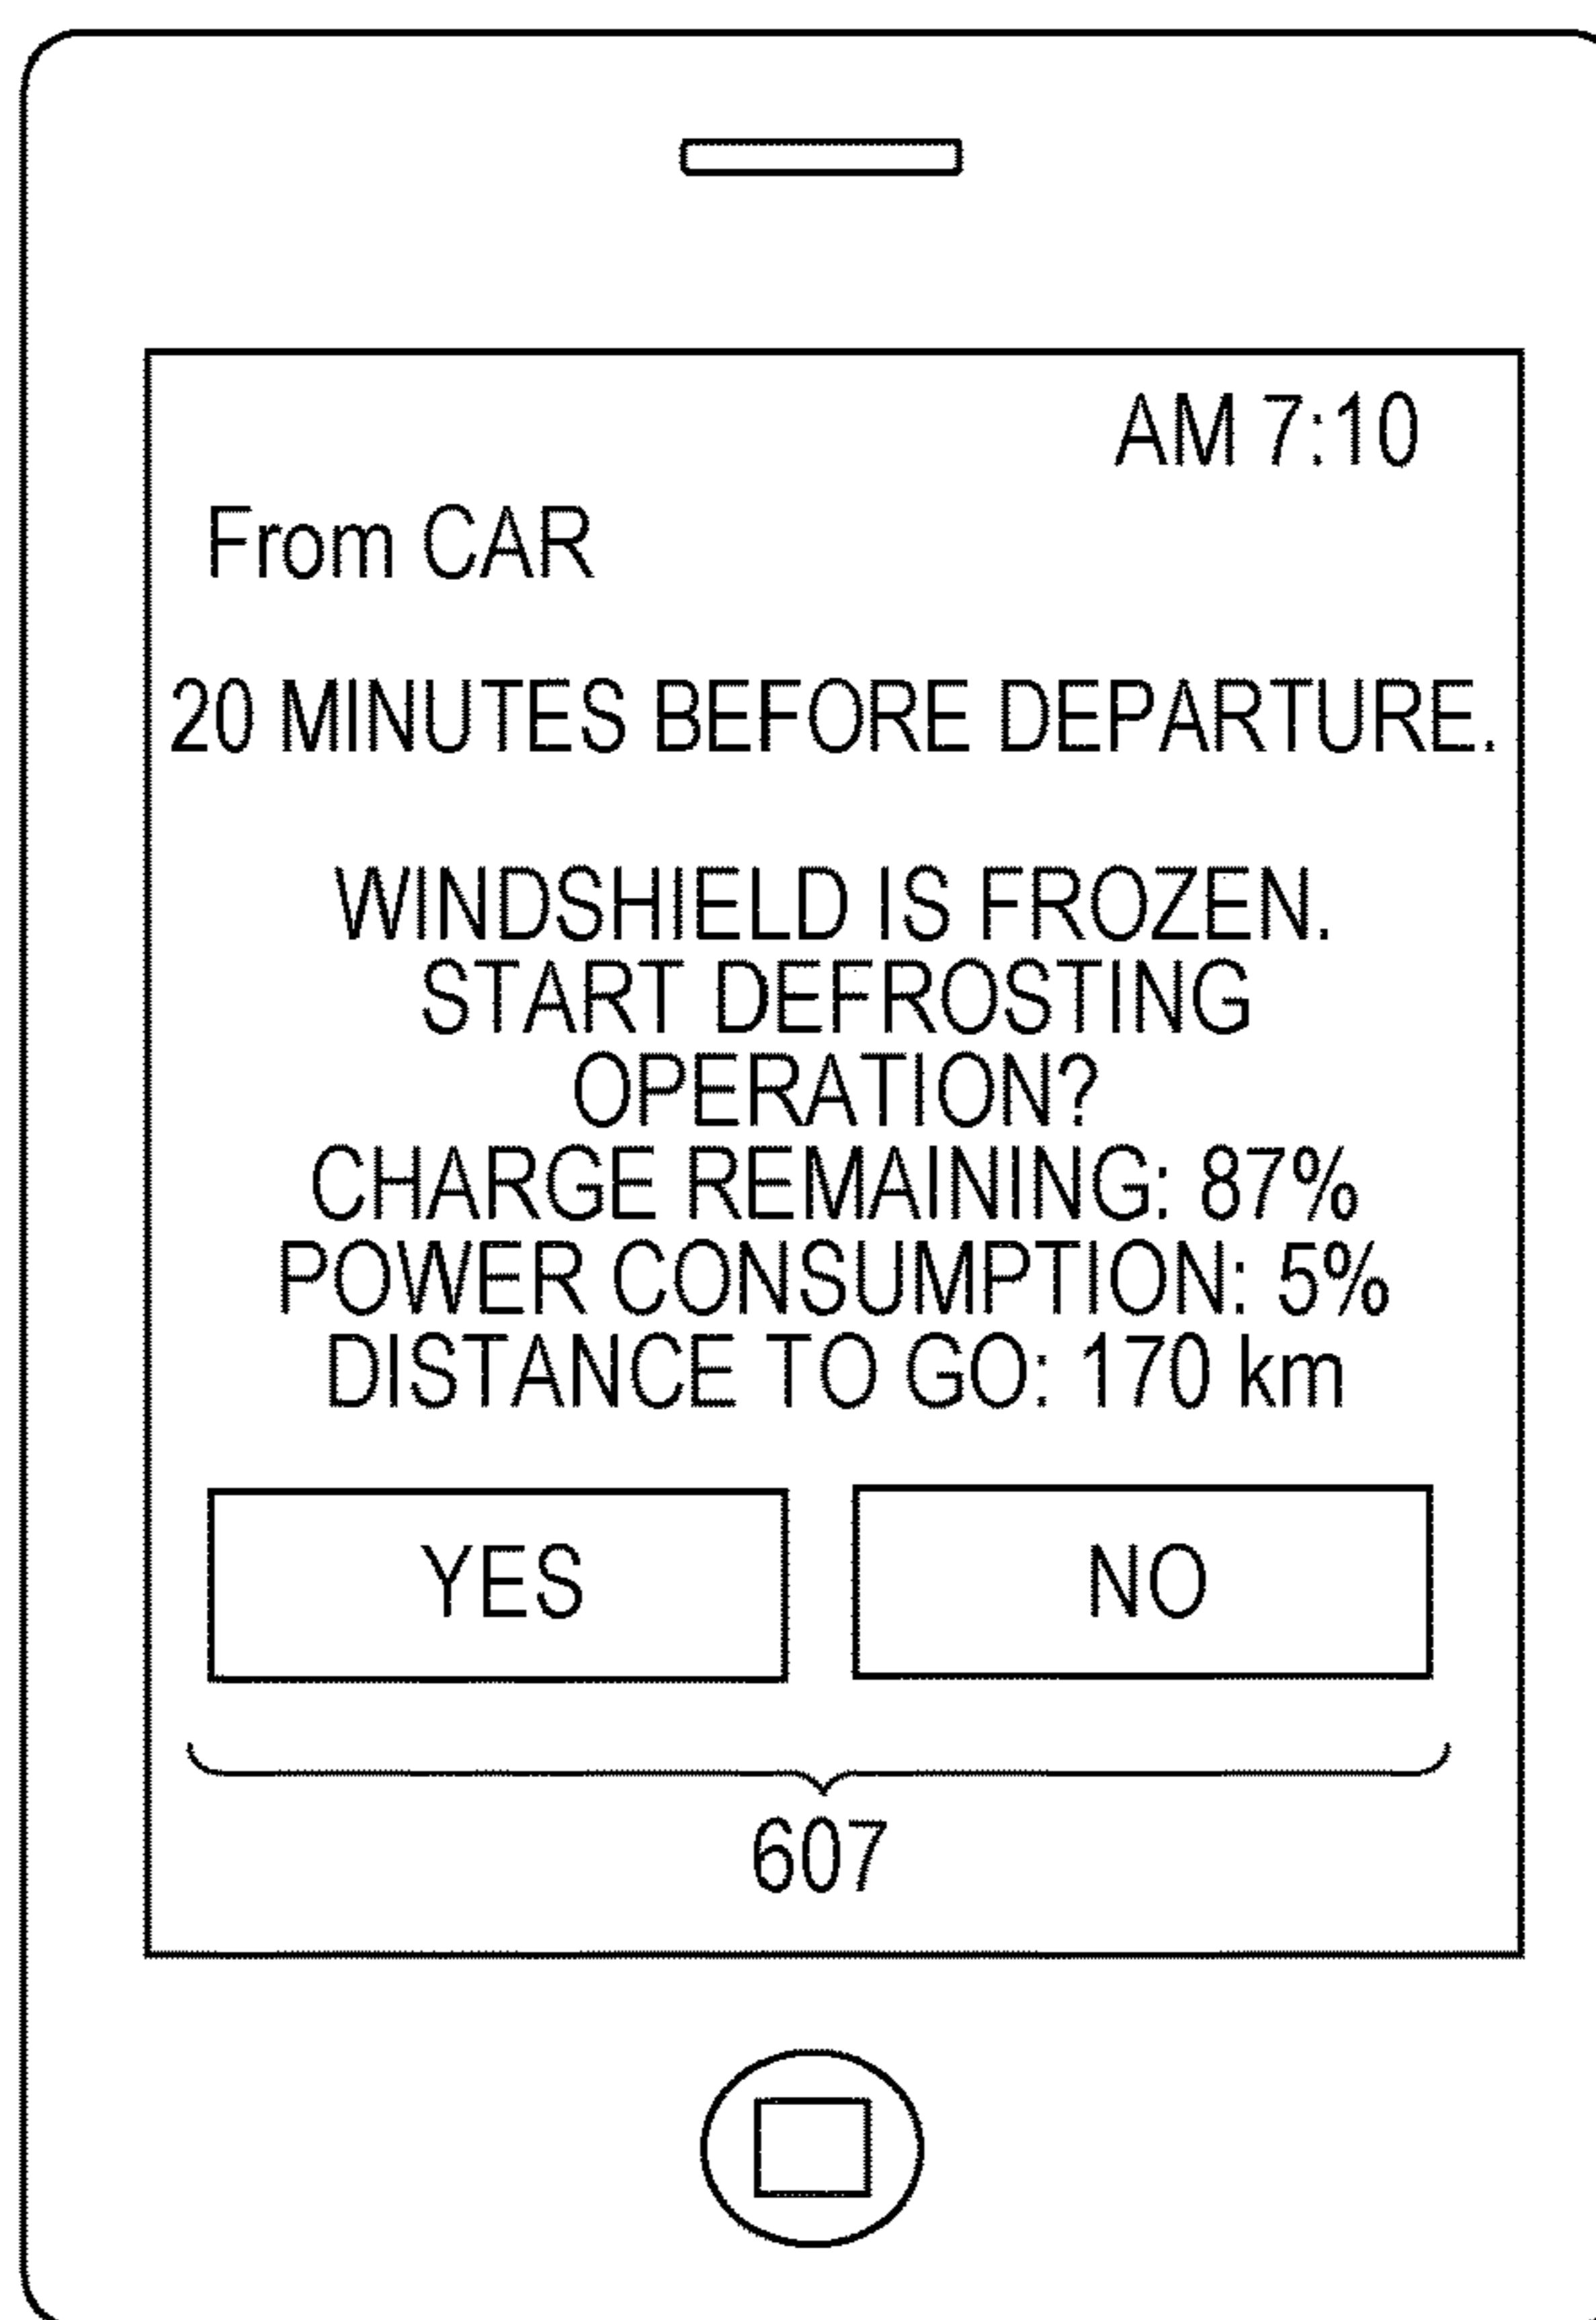 AM 7:10
From CAR
20 MINUTES BEFORE DEPARTURE.
WINDSHIELD IS FROZEN.
START DEFROSTING
OPERATION?
CHARGE REMAINING: 87%
POWER CONSUMPTION: 5%
DISTANCE TO GO: 170 km
YES NO
607